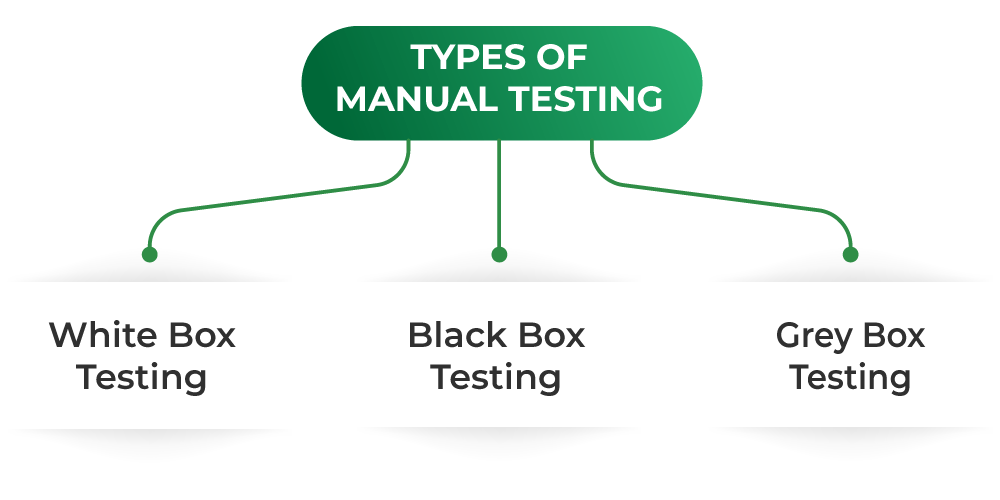 TYPES OF
MANUAL TESTING
White Box
Testing
Black Box
Testing
Grey Box
Testing